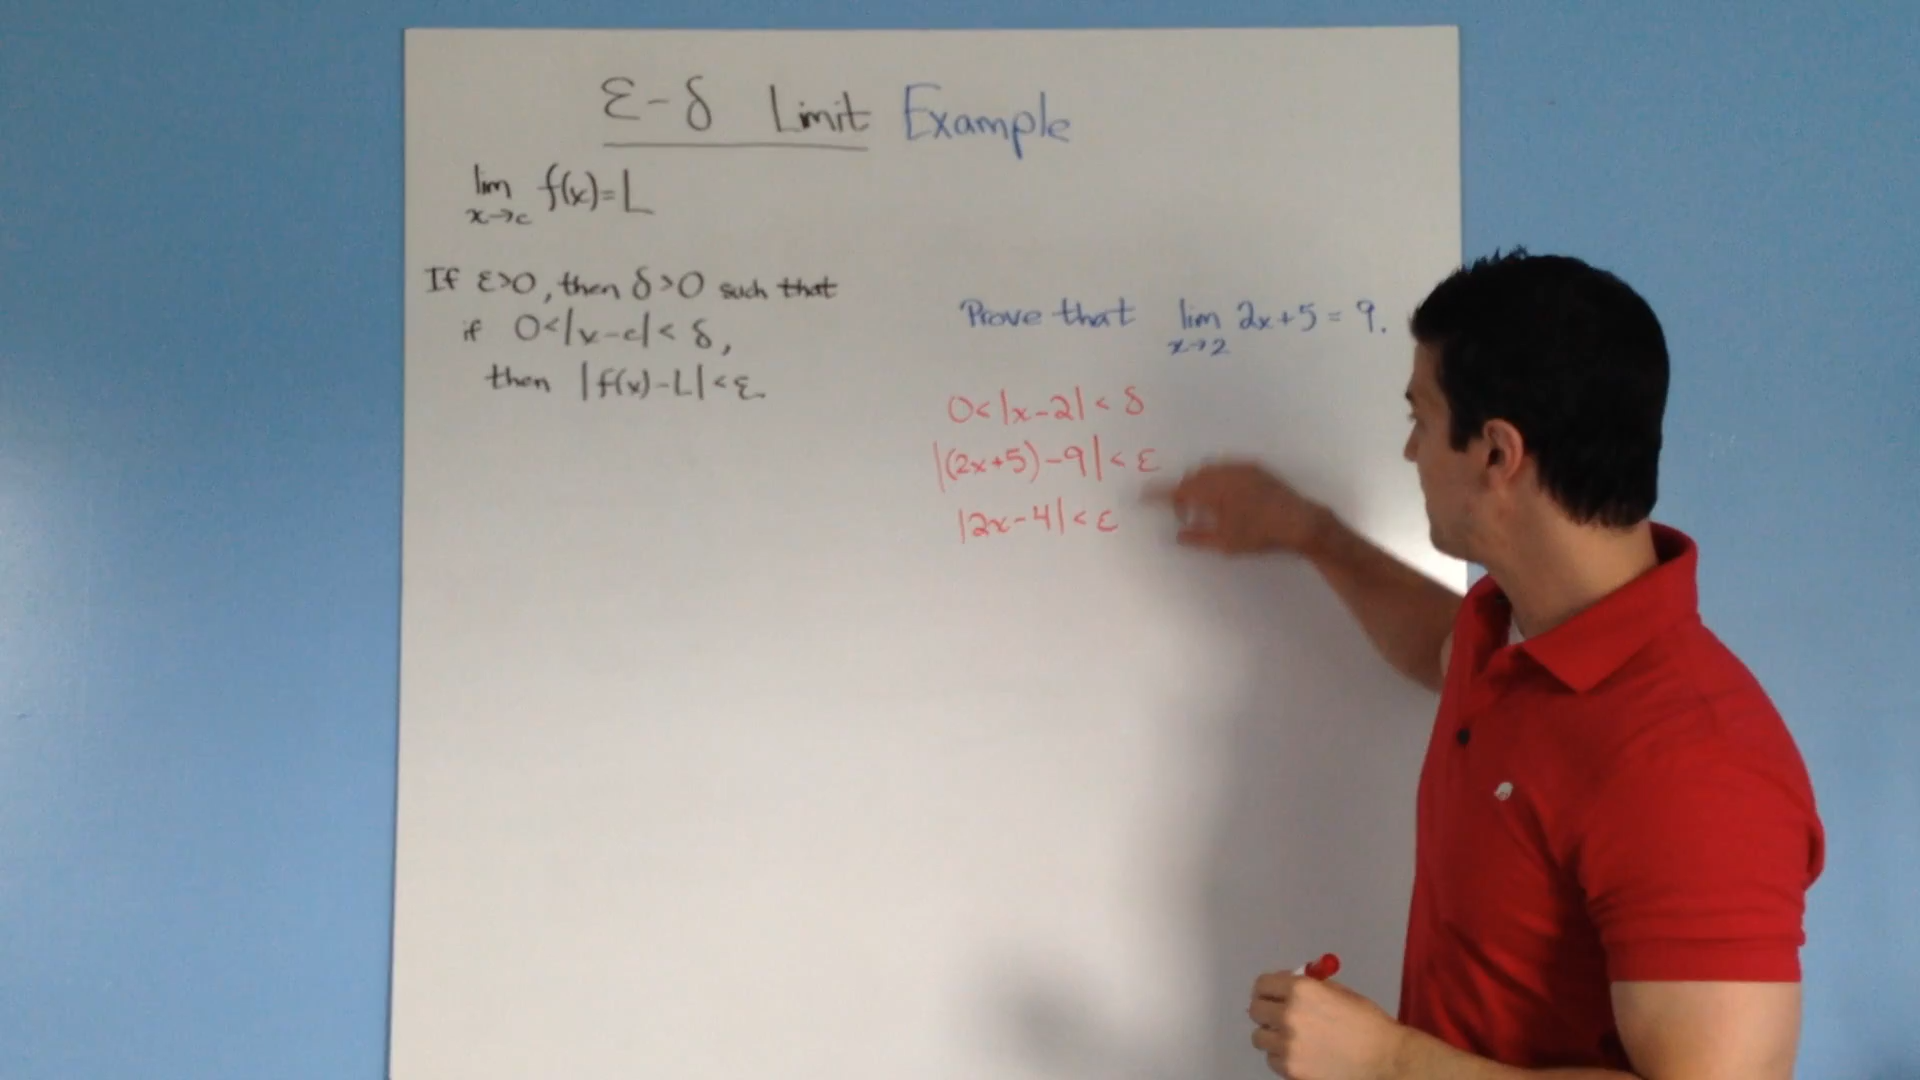 ε-δ Limit Example
lim x→c f(x)=L
If ε>0, then δ>0 such that
if 0<|x-c|<δ,
then |f(x)-L|<ε
Prove that lim x→2 2x+5=9.
0<|x-2|<δ
|(2x+5)-9|<ε
|2x-4|<ε